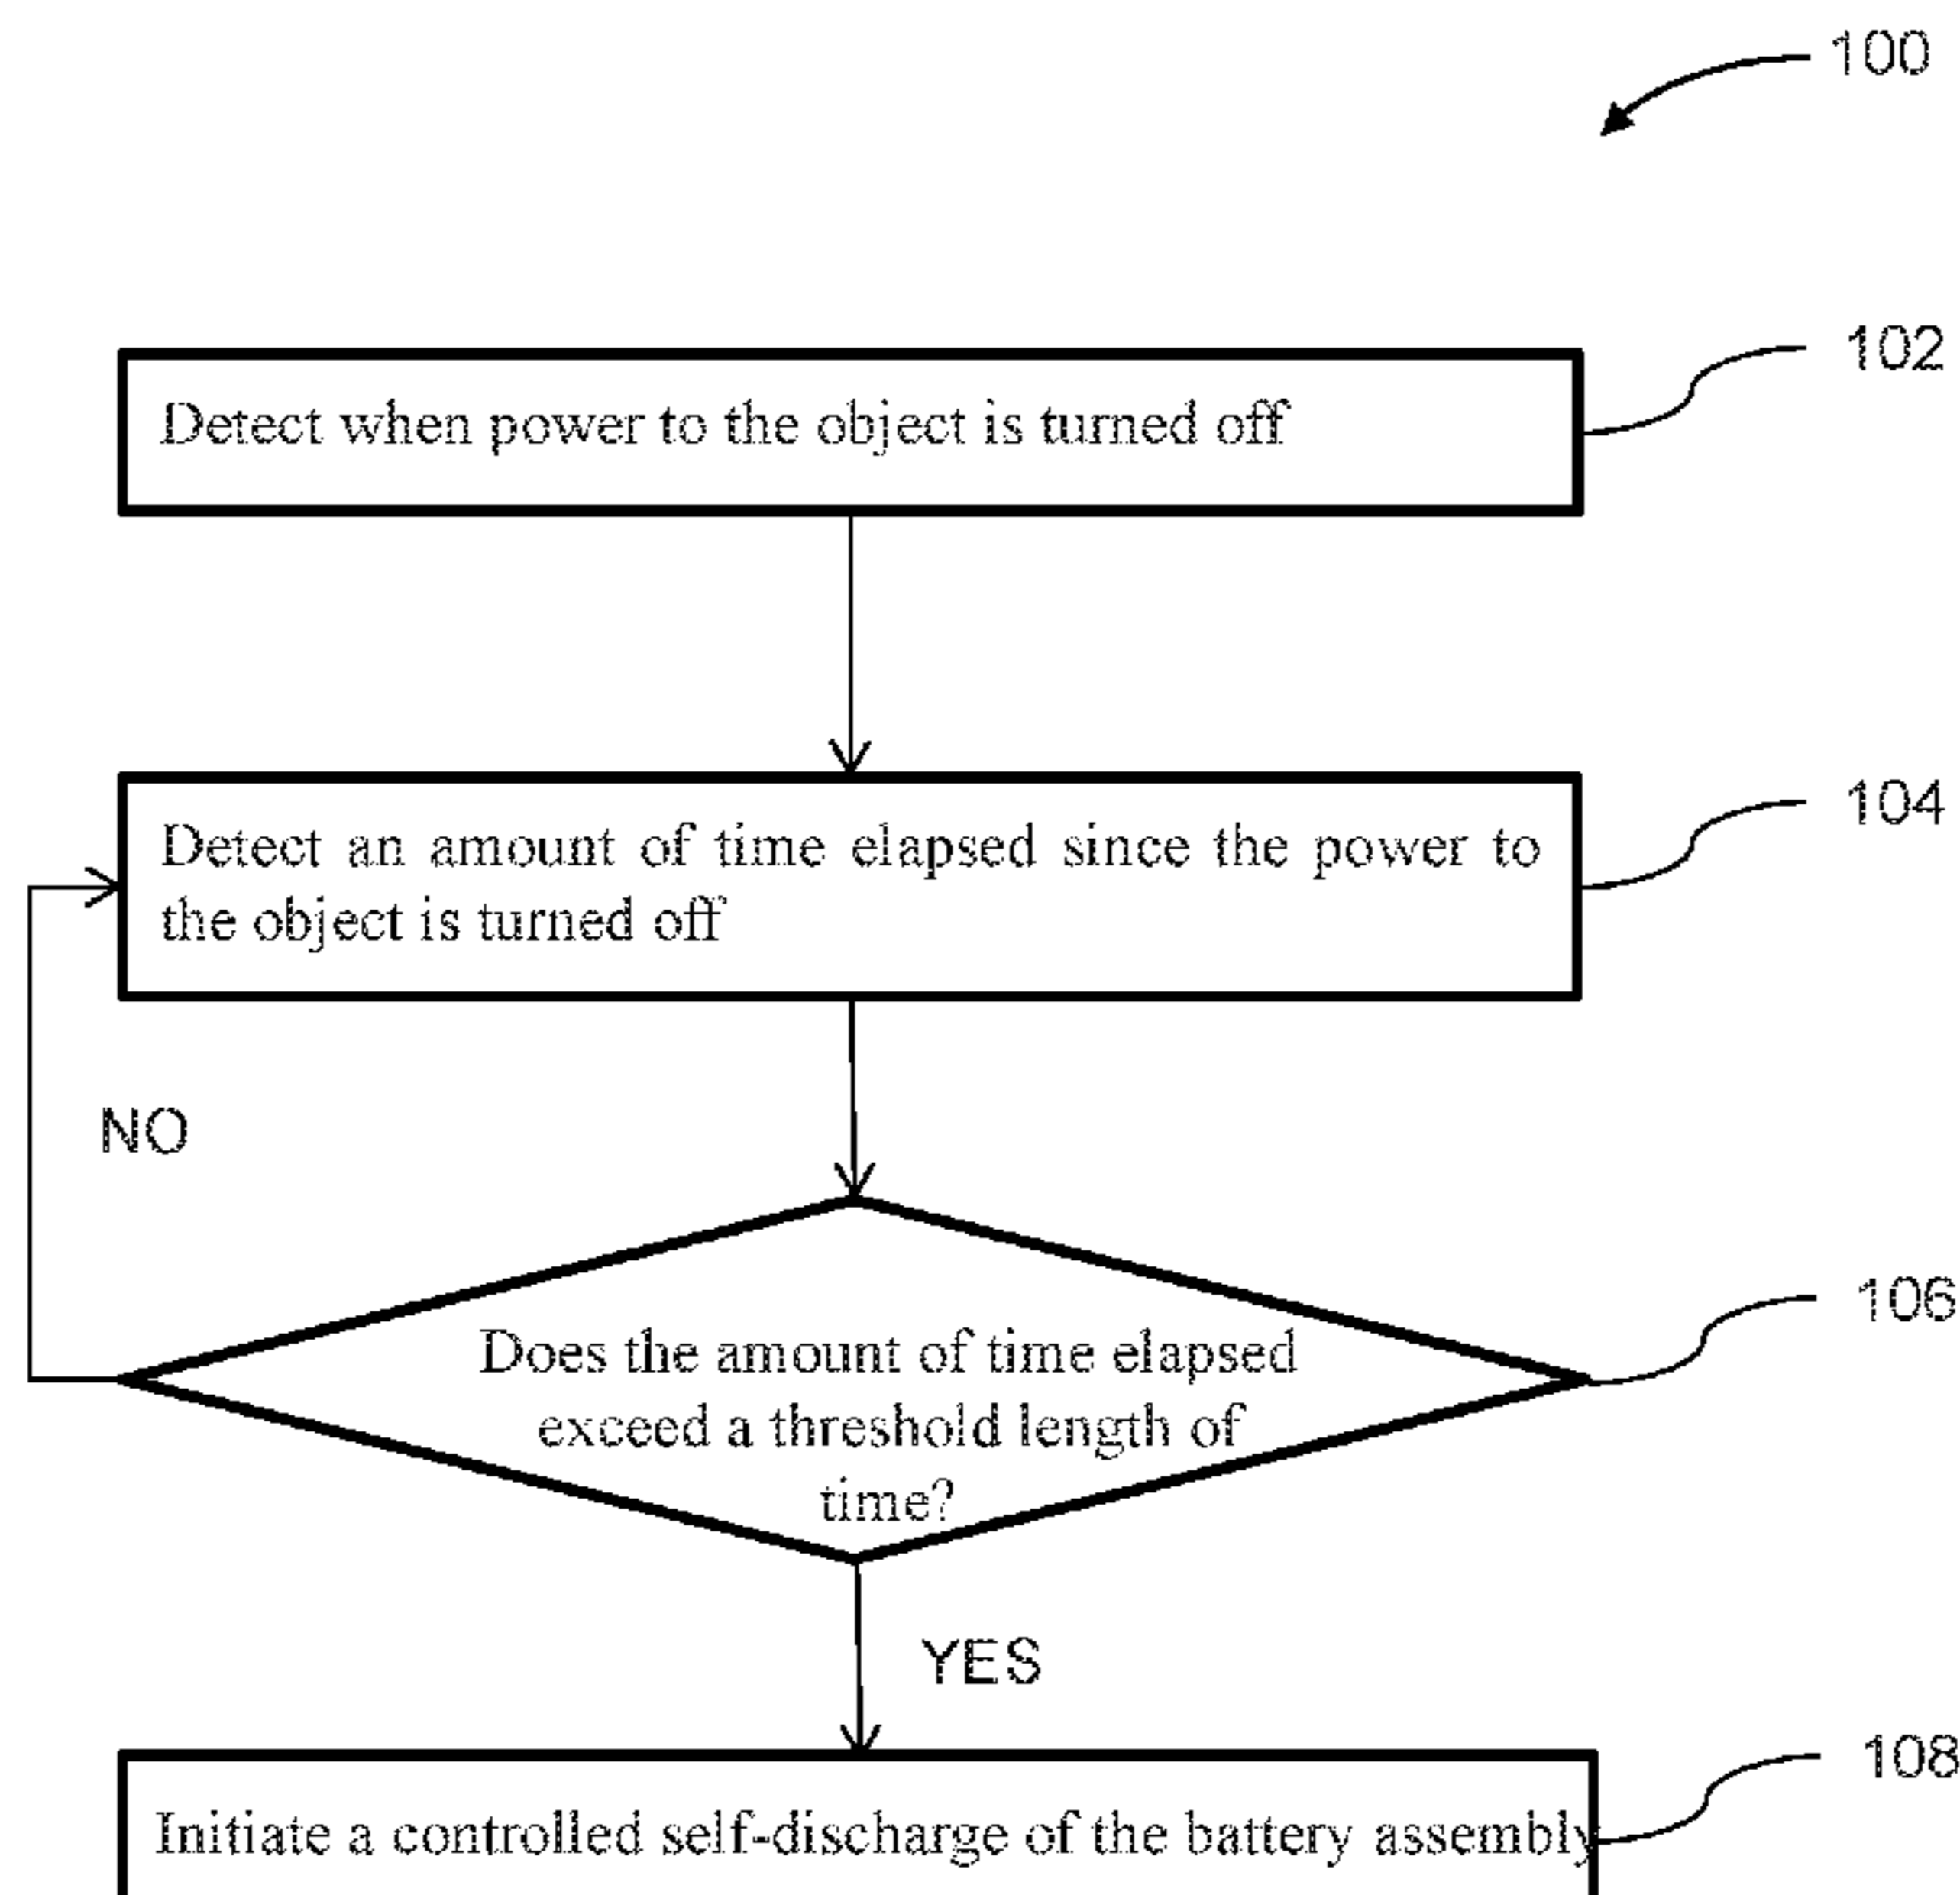 100
102
Detect when power to the object is turned off
104
Detect an amount of time elapsed since the power to
the object is turned off
NO
106
Does the amount of time elapsed
exceed a threshold length of
time?
YES
108
Initiate a controlled self-discharge of the battery assembly